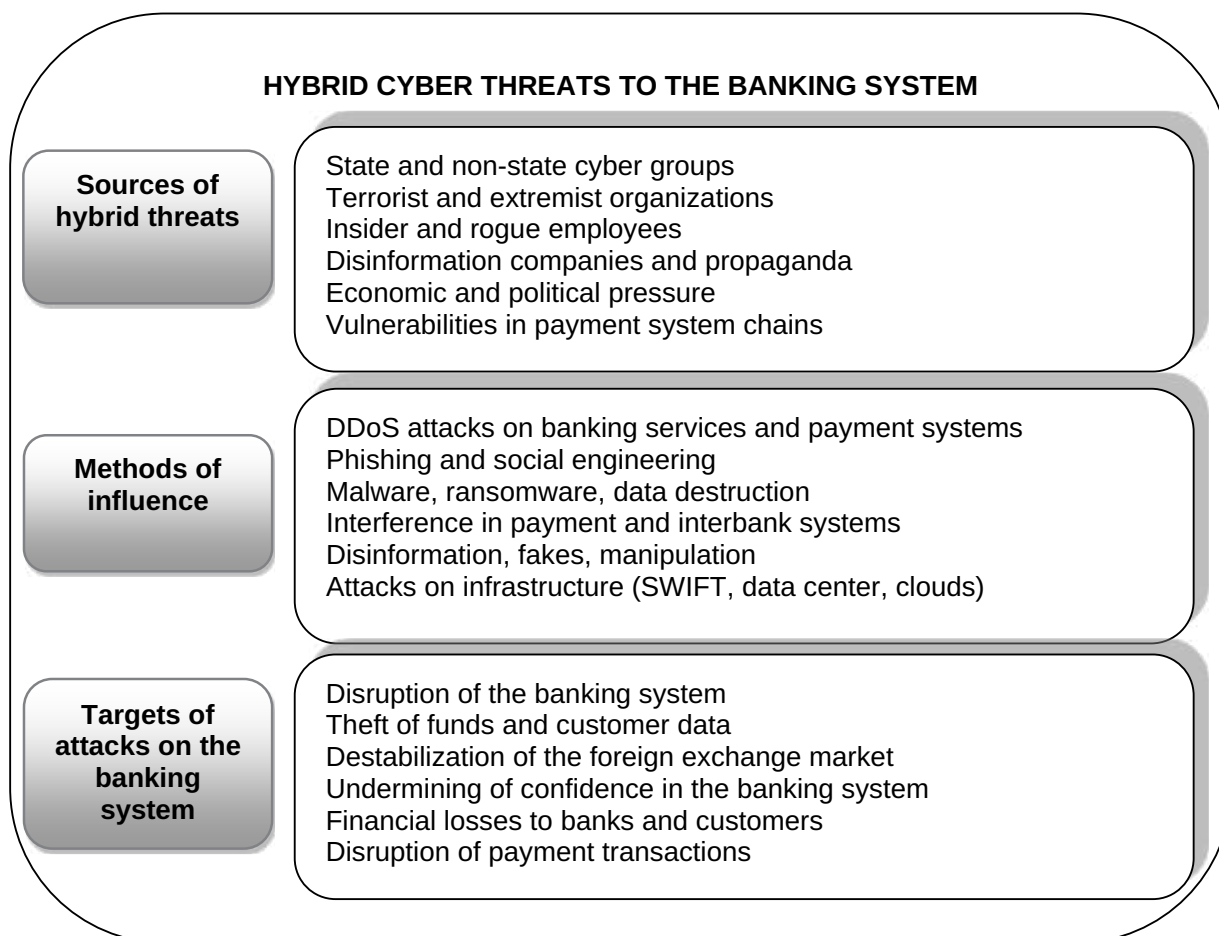 HYBRID CYBER THREATS TO THE BANKING SYSTEM
Sources of
hybrid threats
State and non-state cyber groups
Terrorist and extremist organizations
Insider and rogue employees
Disinformation companies and propaganda
Economic and political pressure
Vulnerabilities in payment system chains
Methods of
influence
DDoS attacks on banking services and payment systems
Phishing and social engineering
Malware, ransomware, data destruction
Interference in payment and interbank systems
Disinformation, fakes, manipulation
Attacks on infrastructure (SWIFT, data center, clouds)
Targets of
attacks on the
banking
system
Disruption of the banking system
Theft of funds and customer data
Destabilization of the foreign exchange market
Undermining of confidence in the banking system
Financial losses to banks and customers
Disruption of payment transactions